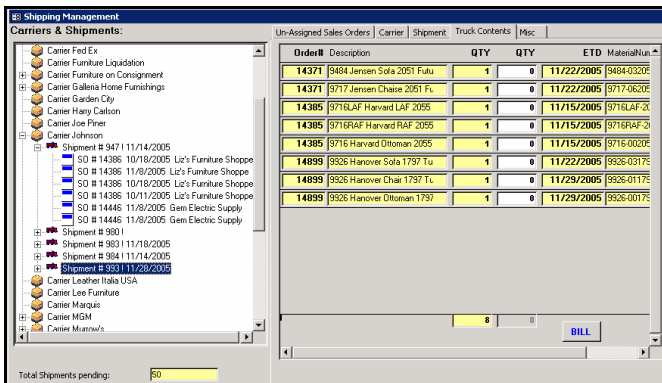 Shipping Management
Carriers & Shipments:
Carrier Fed Ex
Carrier Furniture Liquidation
Carrier Furniture on Consignment
Carrier Galleria Home Furnishings
Carrier Garden City
Carrier Harry Carlson
Carrier Joe Piner
Carrier Johnson
Shipment # 947 ! 11/14/2005
SO # 14386 10/18/2005 Liz's Furniture Shoppe
SO # 14386 11/8/2005 Liz's Furniture Shoppe
SO # 14386 10/18/2005 Liz's Furniture Shoppe
SO # 14386 10/11/2005 Liz's Furniture Shoppe
SO # 14446 11/8/2005 Gem Electric Supply
SO # 14446 11/8/2005 Gem Electric Supply
Shipment # 980 !
Shipment # 983 ! 11/18/2005
Shipment # 984 ! 11/14/2005
Shipment # 993 ! 11/28/2005
Carrier Leather Italia USA
Carrier Lee Furniture
Carrier Marquis
Carrier MGM
Carrier Murrow's
Total Shipments pending: 50
Un-Assigned Sales Orders Carrier Shipment Truck Contents Misc
Order# Description QTY QTY ETD MaterialNum
14371 9484 Jensen Sofa 2051 Futu 1 0 11/22/2005 9484-03205
14371 9717 Jensen Chaise 2051 Fu 1 0 11/22/2005 9717-06205
14385 9716LAF Harvard LAF 2055 1 0 11/15/2005 9716LAF-20
14385 9716RAF Harvard RAF 2055 1 0 11/15/2005 9716RAF-20
14385 9716 Harvard Ottoman 2055 1 0 11/15/2005 9716-00205
14899 9926 Hanover Sofa 1797 Tu 1 0 11/22/2005 9926-03179
14899 9926 Hanover Chair 1797 Tu 1 0 11/29/2005 9926-01179
14899 9926 Hanover Ottoman 1797 1 0 11/29/2005 9926-00179
8 0
BILL